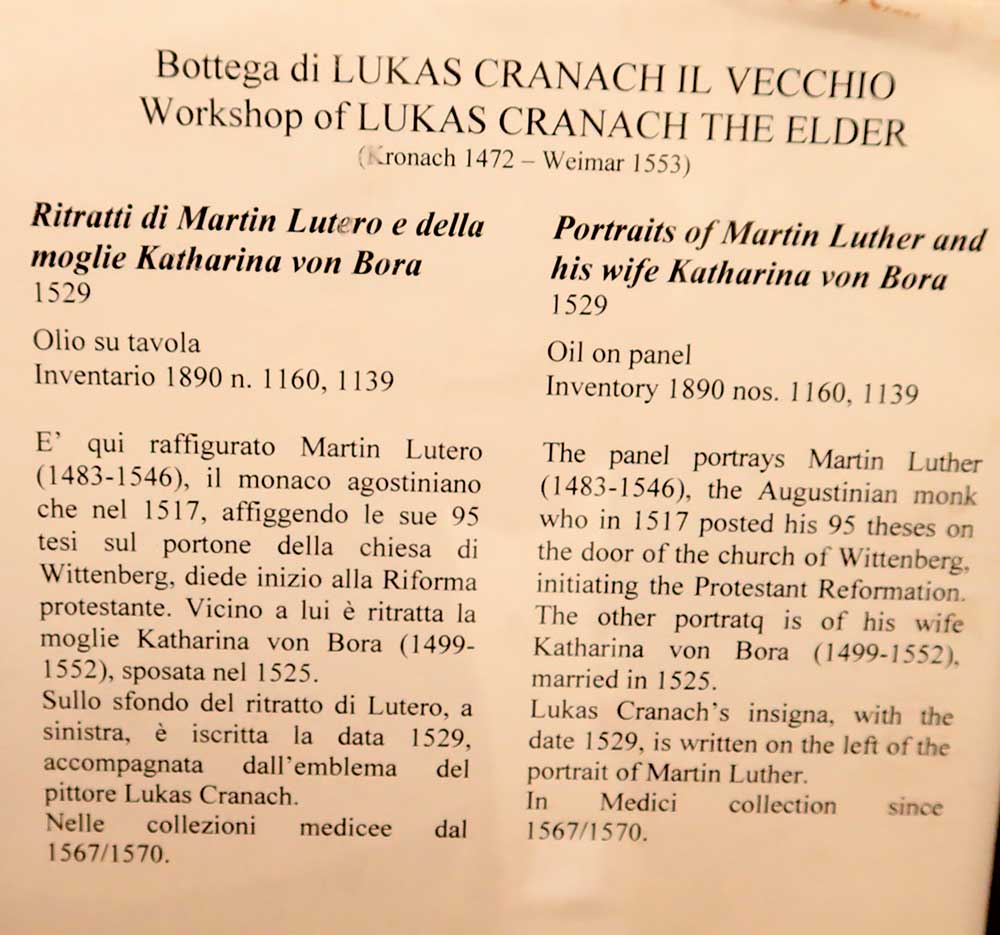 Bottega di LUKAS CRANACH IL VECCHIO
Workshop of LUKAS CRANACH THE ELDER
(Kronach 1472 – Weimar 1553)
Ritratti di Martin Lutero e della
moglie Katharina von Bora
1529
Olio su tavola
Inventario 1890 n. 1160, 1139
E’ qui raffigurato Martin Lutero
(1483-1546), il monaco agostiniano
che nel 1517, affiggendo le sue 95
tesi sul portone della chiesa di
Wittenberg, diede inizio alla Riforma
protestante. Vicino a lui è ritratta la
moglie Katharina von Bora (1499-
1552), sposata nel 1525.
Sullo sfondo del ritratto di Lutero, a
sinistra, è iscritta la data 1529,
accompagnata dall’emblema del
pittore Lukas Cranach.
Nelle collezioni medicee dal
1567/1570.
Portraits of Martin Luther and
his wife Katharina von Bora
1529
Oil on panel
Inventory 1890 nos. 1160, 1139
The panel portrays Martin Luther
(1483-1546), the Augustinian monk
who in 1517 posted his 95 theses on
the door of the church of Wittenberg,
initiating the Protestant Reformation.
The other portratq is of his wife
Katharina von Bora (1499-1552),
married in 1525.
Lukas Cranach’s insigna, with the
date 1529, is written on the left of the
portrait of Martin Luther.
In Medici collection since
1567/1570.